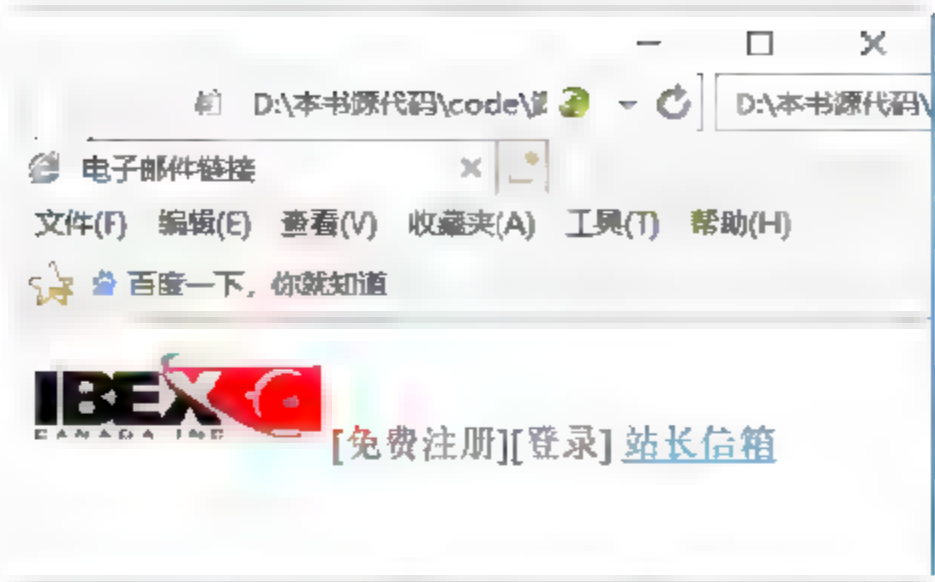 D:\本书源代码\code\ D:\本书源代码\
电子邮件链接
文件(F) 编辑(E) 查看(V) 收藏夹(A) 工具(T) 帮助(H)
百度一下，你就知道
IBEX
[免费注册][登录] 站长信箱